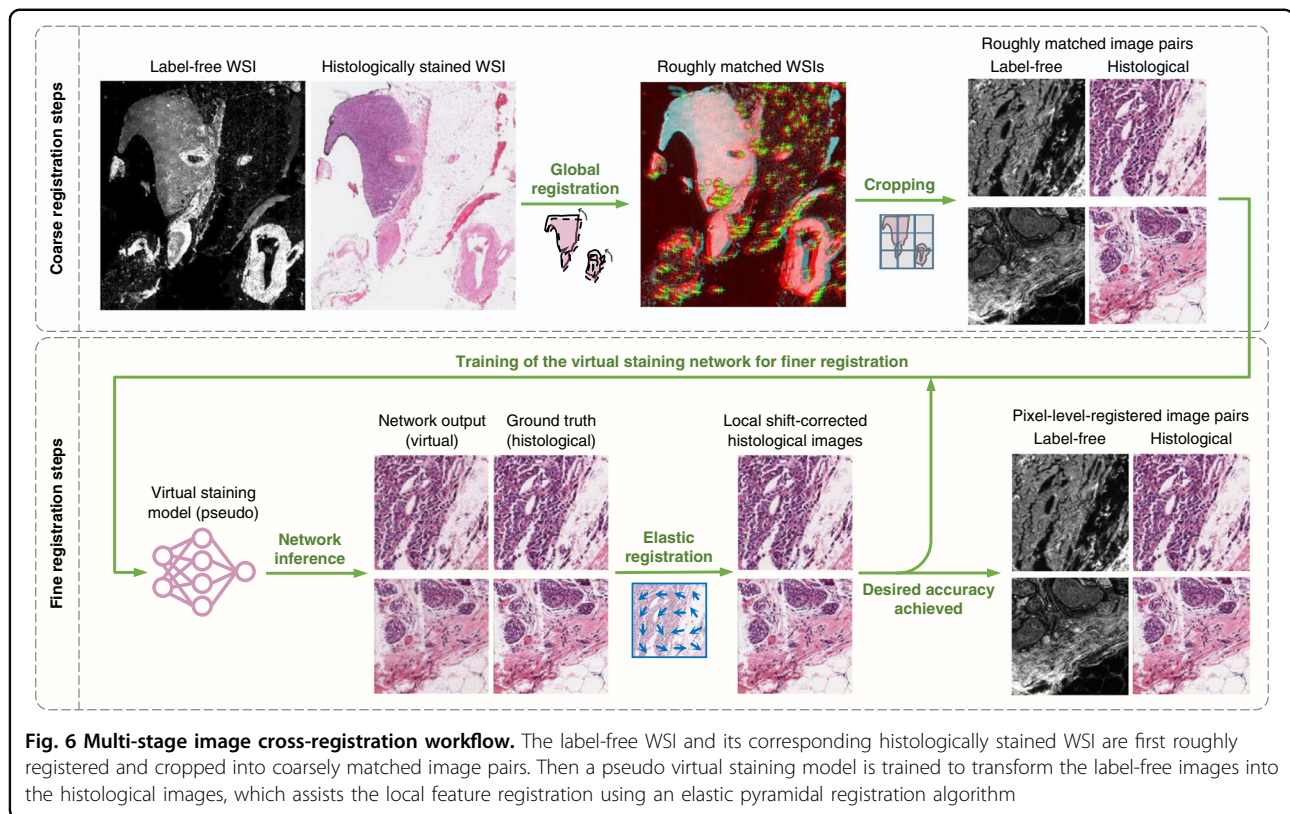 Coarse registration steps
Label-free WSI
Histologically stained WSI
Global
registration
Roughly matched WSIs
Cropping
Roughly matched image pairs
Label-free
Histological
Fine registration steps
Training of the virtual staining network for finer registration
Virtual staining
model (pseudo)
Network
inference
Network output
(virtual)
Ground truth
(histological)
Elastic
registration
Local shift-corrected
histological images
Desired accuracy
achieved
Pixel-level-registered image pairs
Label-free
Histological
Fig. 6 Multi-stage image cross-registration workflow. The label-free WSI and its corresponding histologically stained WSI are first roughly
registered and cropped into coarsely matched image pairs. Then a pseudo virtual staining model is trained to transform the label-free images into
the histological images, which assists the local feature registration using an elastic pyramidal registration algorithm